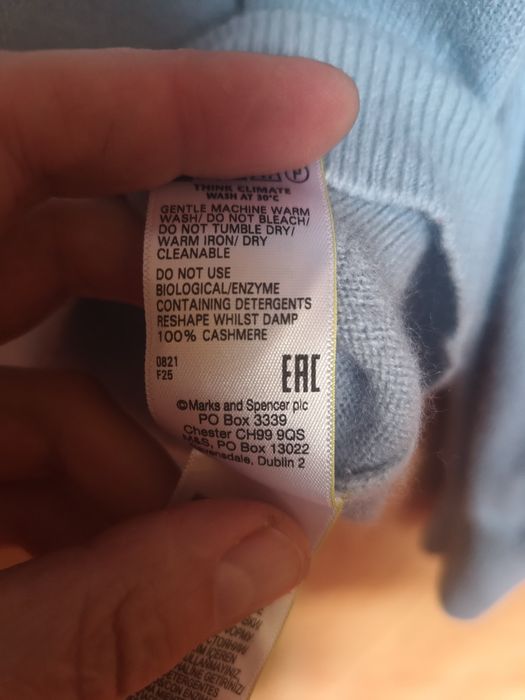 P
THINK CLIMATE
WASH AT 30°C
GENTLE MACHINE WARM
WASH/ DO NOT BLEACH/
DO NOT TUMBLE DRY/
WARM IRON/ DRY
CLEANABLE
DO NOT USE
BIOLOGICAL/ENZYME
CONTAINING DETERGENTS
RESHAPE WHILST DAMP
100% CASHMERE
0821
F25
EAC
©Marks and Spencer plc
PO Box 3339
Chester CH99 9QS
M&S, PO Box 13022
Dublin 2
İÇEREN
KULLANMAYINIZ